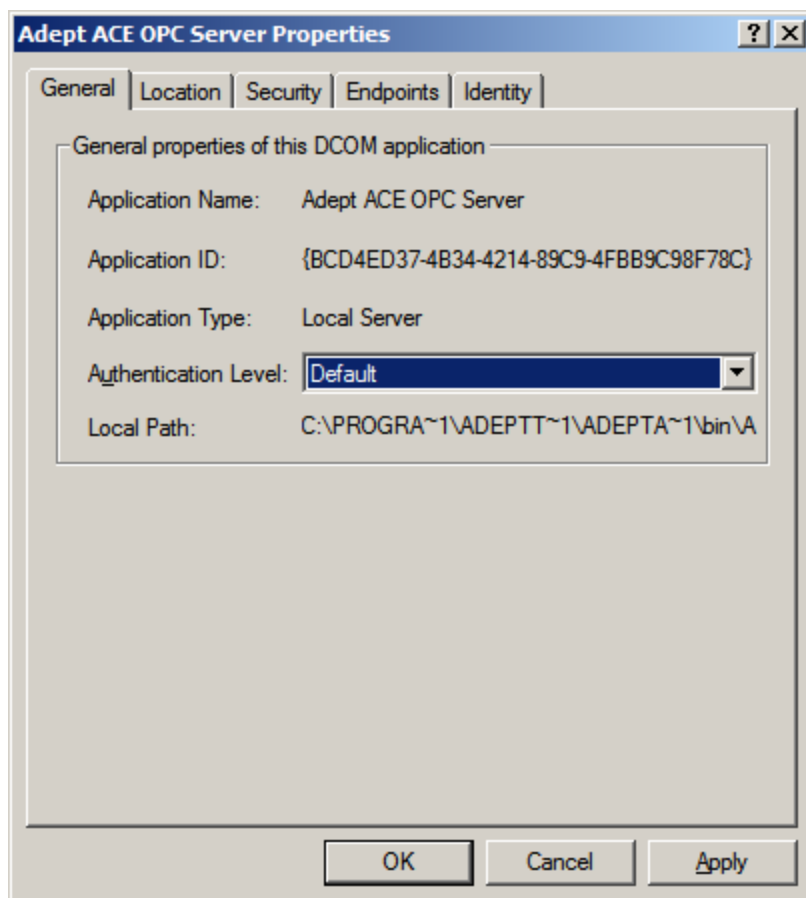 Adept ACE OPC Server Properties
General Location Security Endpoints Identity
General properties of this DCOM application
Application Name: Adept ACE OPC Server
Application ID: {BCD4ED37-4B34-4214-89C9-4FBB9C98F78C}
Application Type: Local Server
Authentication Level: Default
Local Path: C:\PROGRA~1\ADEPTT~1\ADEPTA~1\bin\A
OK Cancel Apply